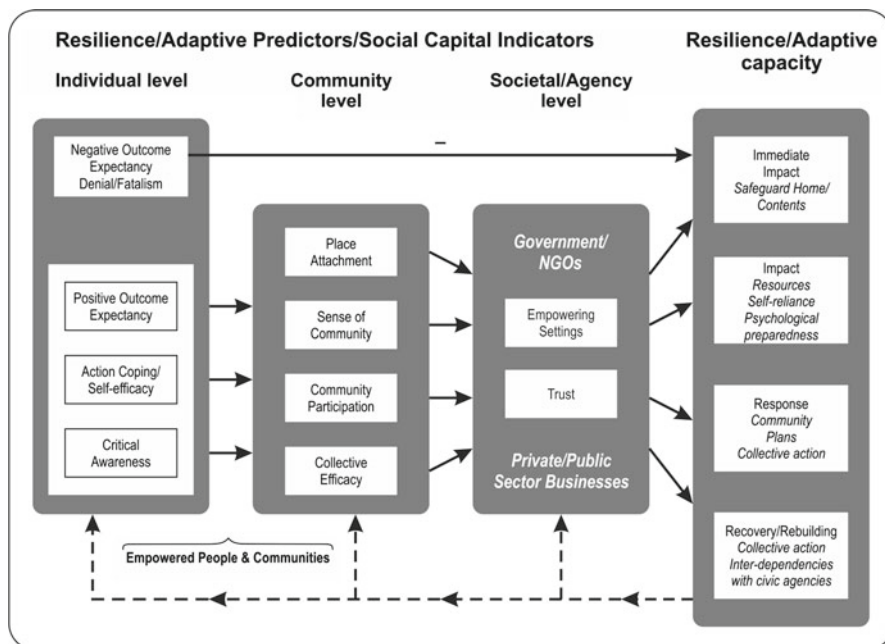 Resilience/Adaptive Predictors/Social Capital Indicators
Resilience/Adaptive
capacity
Individual level
Community
level
Societal/Agency
level
Negative Outcome
Expectancy
Denial/Fatalism
–
Positive Outcome
Expectancy
Action Coping/
Self-efficacy
Critical
Awareness
Place
Attachment
Sense of
Community
Community
Participation
Collective
Efficacy
Government/
NGOs
Empowering
Settings
Trust
Private/Public
Sector Businesses
Immediate
Impact
Safeguard Home/
Contents
Impact
Resources
Self-reliance
Psychological
preparedness
Response
Community
Plans
Collective action
Recovery/Rebuilding
Collective action
Inter-dependencies
with civic agencies
Empowered People & Communities